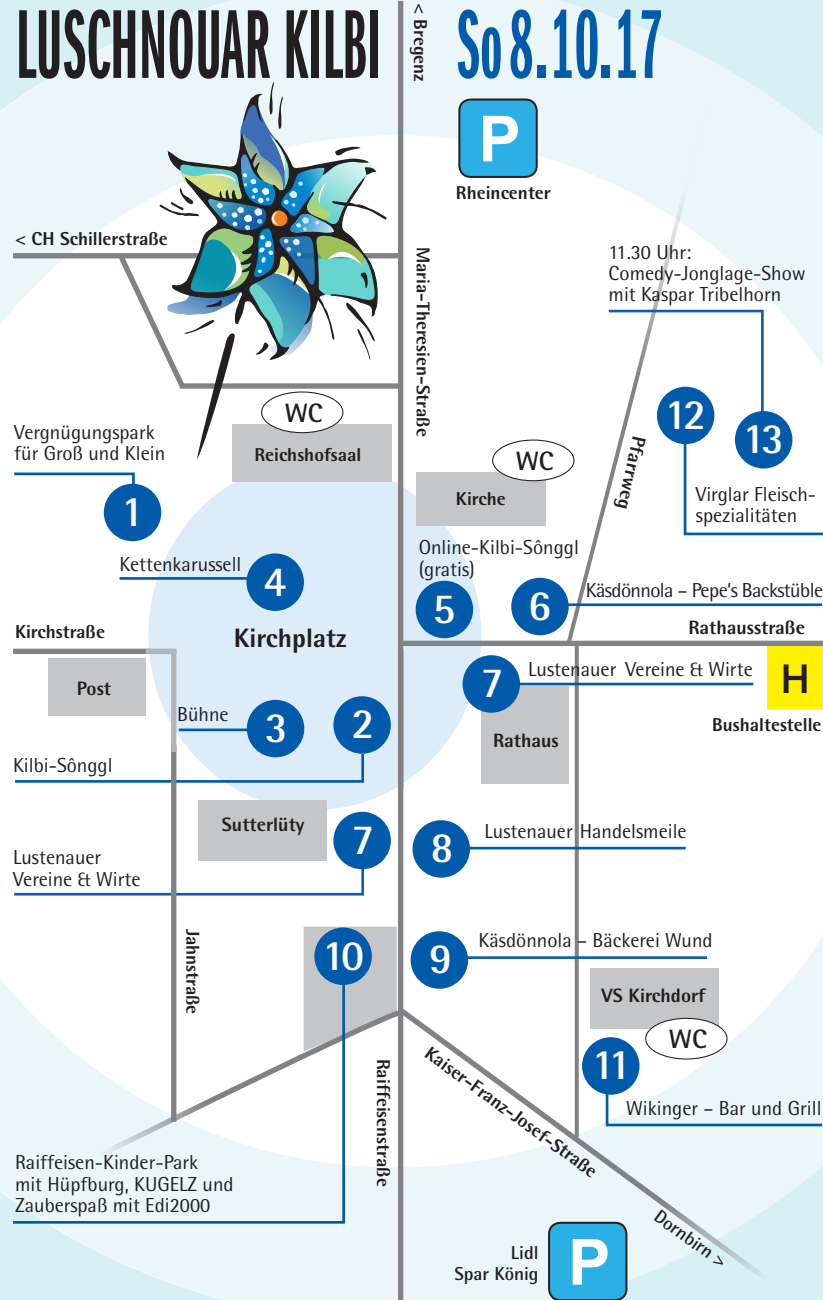 LUSCHNOUAR KILBI
< Bregenz
So 8.10.17
P
Rheincenter
< CH Schillerstraße
Maria-Theresien-Straße
11.30 Uhr:
Comedy-Jonglage-Show
mit Kaspar Tribelhorn
WC
Reichshofsaal
Vergnügungspark
für Groß und Klein
1
WC
Kirche
Pfarrweg
12
13
Virglar Fleisch-
spezialitäten
Kettenkarussell
4
Online-Kilbi-Sônggl
(gratis)
5
6
Käsdönnola – Pepe's Backstüble
Kirchstraße
Kirchplatz
Rathausstraße
Post
7
Lustenauer Vereine & Wirte
H
Bushaltestelle
Bühne
3
2
Rathaus
Kilbi-Sônggl
Sutterlüty
7
8
Lustenauer Handelsmeile
Lustenauer
Vereine & Wirte
Jahnstraße
10
9
Käsdönnola – Bäckerei Wund
VS Kirchdorf
WC
11
Wikinger – Bar und Grill
Raiffeisenstraße
Kaiser-Franz-Josef-Straße
Raiffeisen-Kinder-Park
mit Hüpfburg, KUGELZ und
Zauberspaß mit Edi2000
Dornbirn >
Lidl
Spar König
P